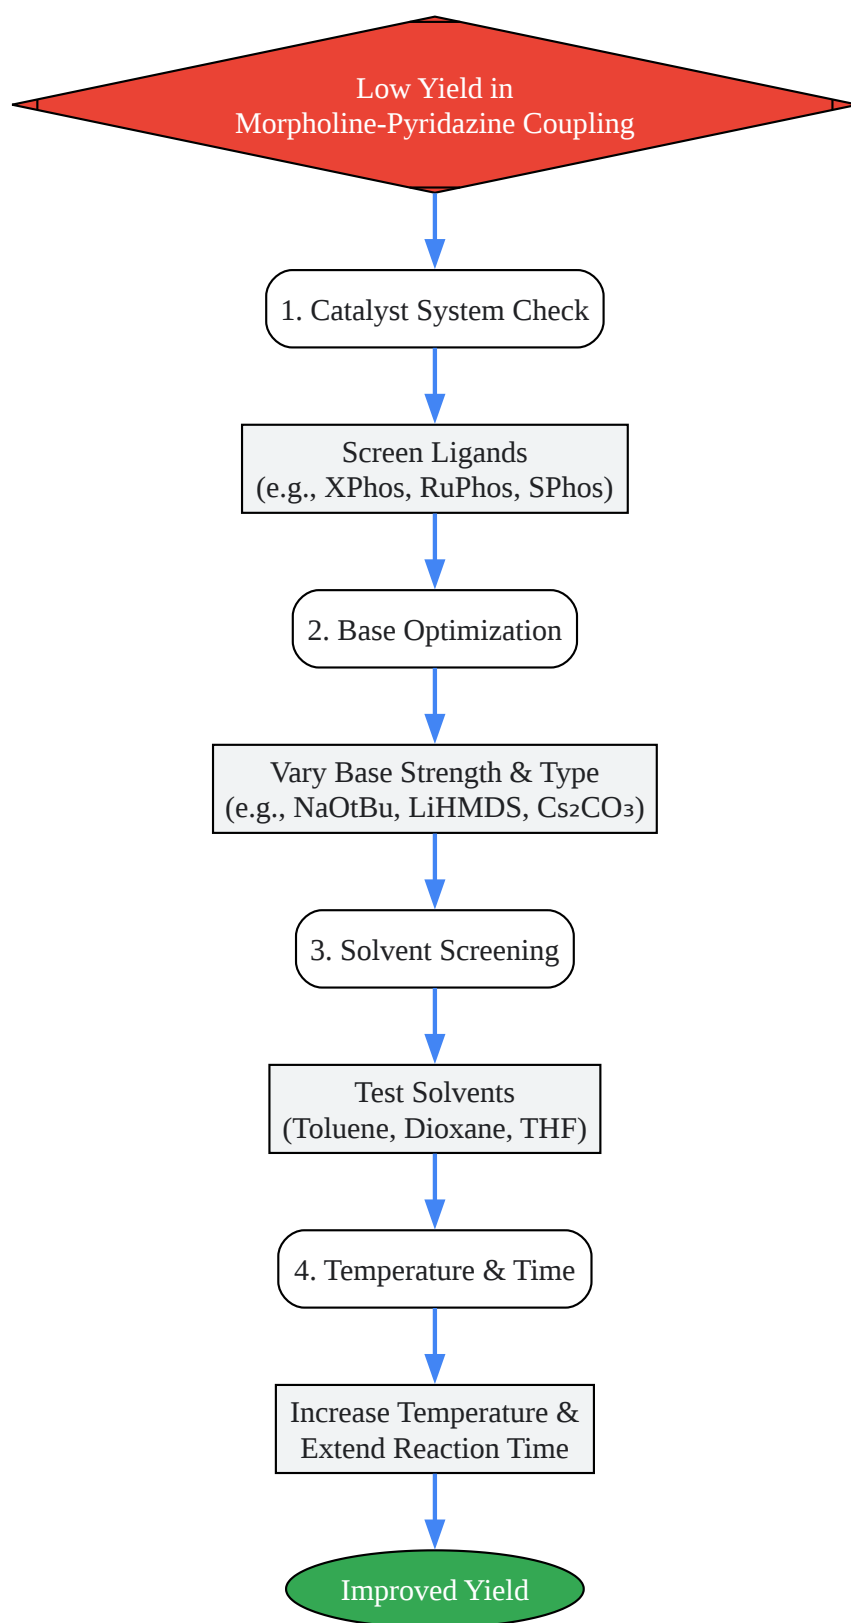 Low Yield in
Morpholine-Pyridazine Coupling
1. Catalyst System Check
Screen Ligands
(e.g., XPhos, RuPhos, SPhos)
2. Base Optimization
Vary Base Strength & Type
(e.g., NaOtBu, LiHMDS, Cs₂CO₃)
3. Solvent Screening
Test Solvents
(Toluene, Dioxane, THF)
4. Temperature & Time
Increase Temperature &
Extend Reaction Time
Improved Yield